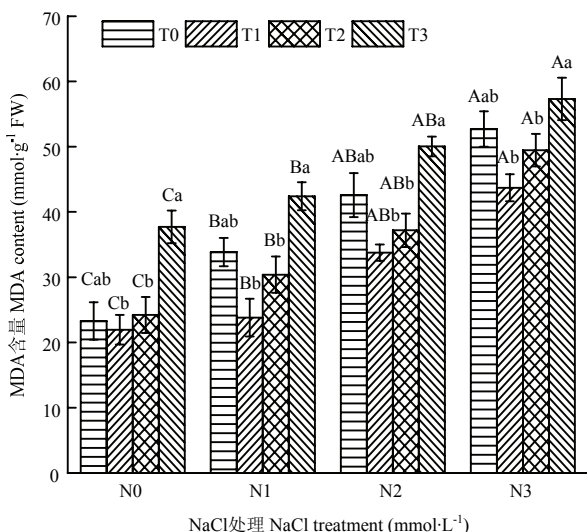 70
60
50
40
30
20
10
0
MDA含量 MDA content (mmol·g⁻¹ FW)
T0 T1 T2 T3
Cab Cb Cb Ca
Bab Bb Bb Ba
ABab ABb ABb ABa
Aab Ab Ab Aa
N0 N1 N2 N3
NaCl处理 NaCl treatment (mmol·L⁻¹)